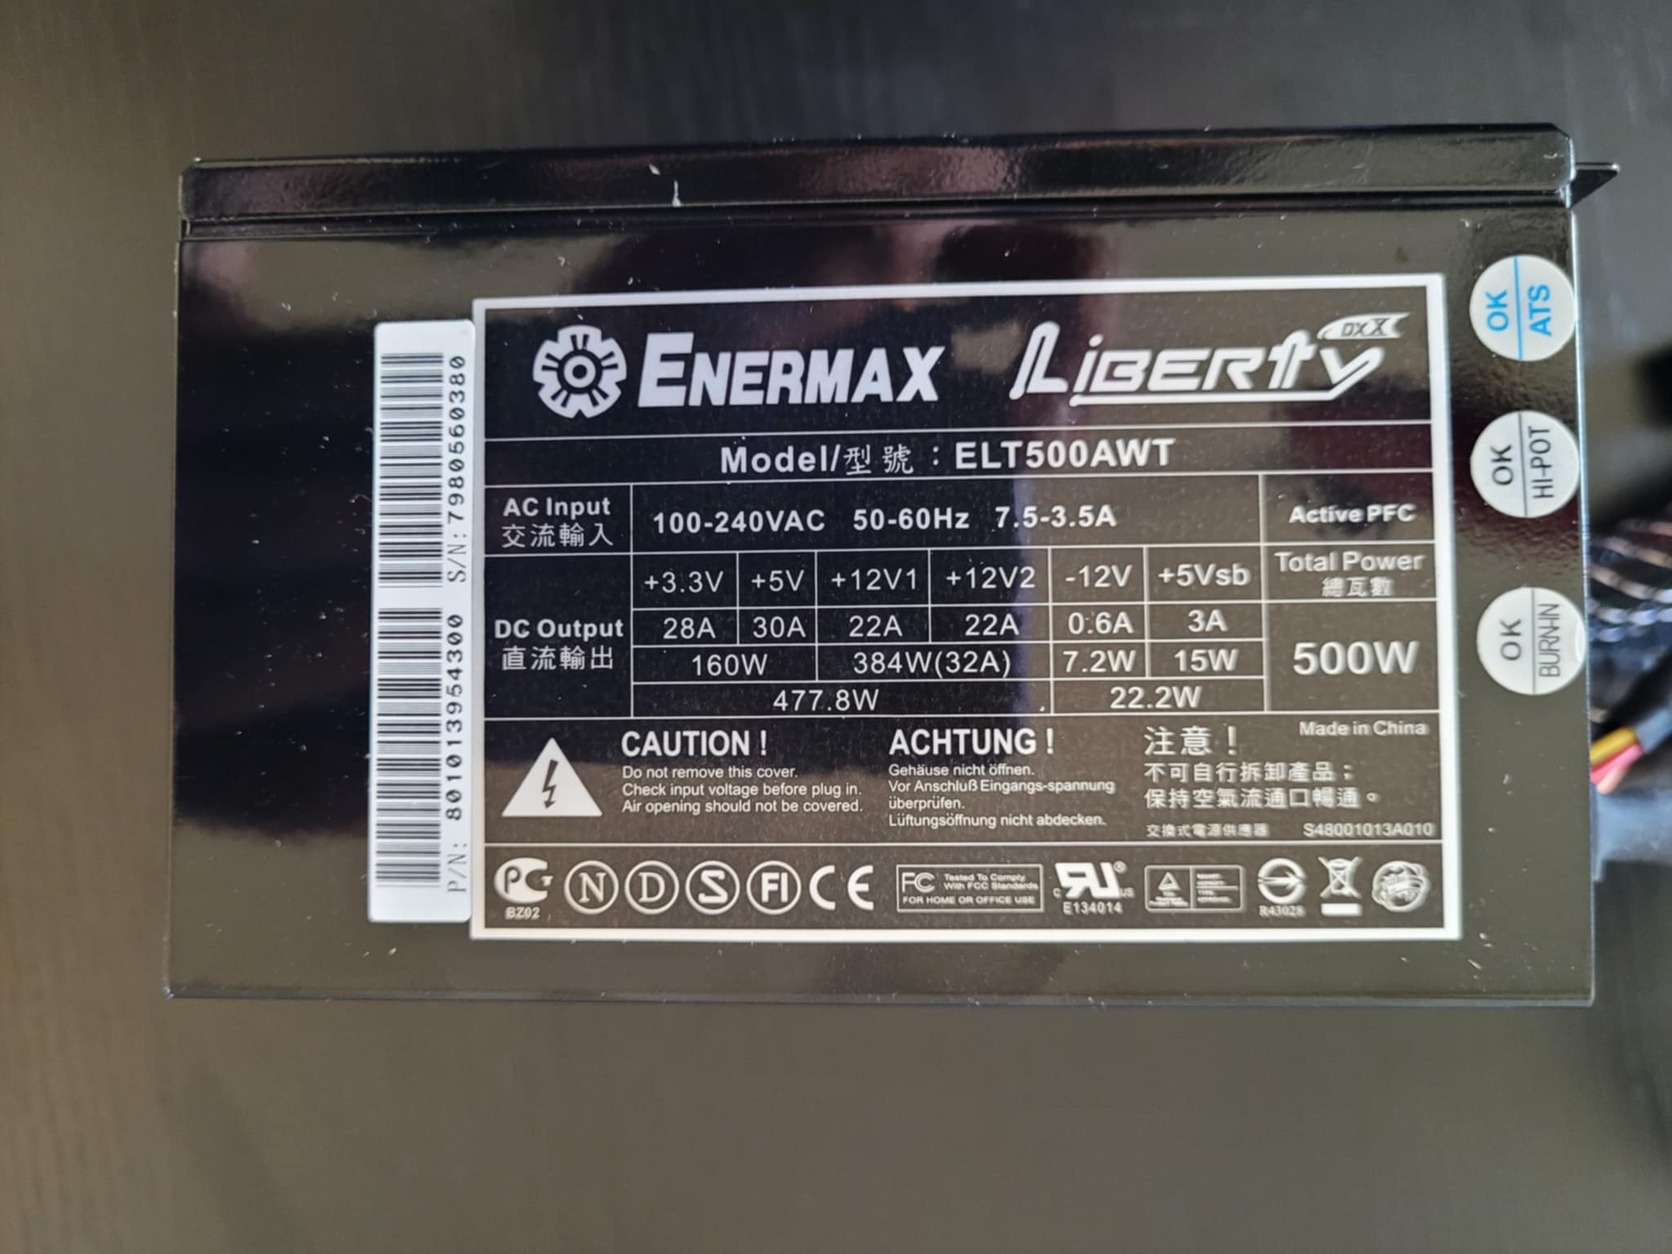 ENERMAX LIBERTY DXX
Model/型號：ELT500AWT
AC Input 100-240VAC 50-60Hz 7.5-3.5A Active PFC
交流輸入
+3.3V +5V +12V1 +12V2 -12V +5Vsb Total Power
總瓦數
DC Output 28A 30A 22A 22A 0.6A 3A 500W
直流輸出 160W 384W(32A) 7.2W 15W
477.8W 22.2W
CAUTION !
Do not remove this cover.
Check input voltage before plug in.
Air opening should not be covered.
ACHTUNG !
Gehäuse nicht öffnen.
Vor Anschluß Eingangs-spannung
überprüfen.
Lüftungsöffnung nicht abdecken.
注意！
不可自行拆卸產品；
保持空氣流通口暢通。
Made in China
交換式電源供應器 S48001013A010
PG
BZ02
N D S FI CE
FC Tested To Comply
With FCC Standards
FOR HOME OR OFFICE USE
c RU US
E134014
R43028
S/N: 79805560380
P/N: 80101013954300
OK
ATS
OK
HI-POT
OK
BURN-IN